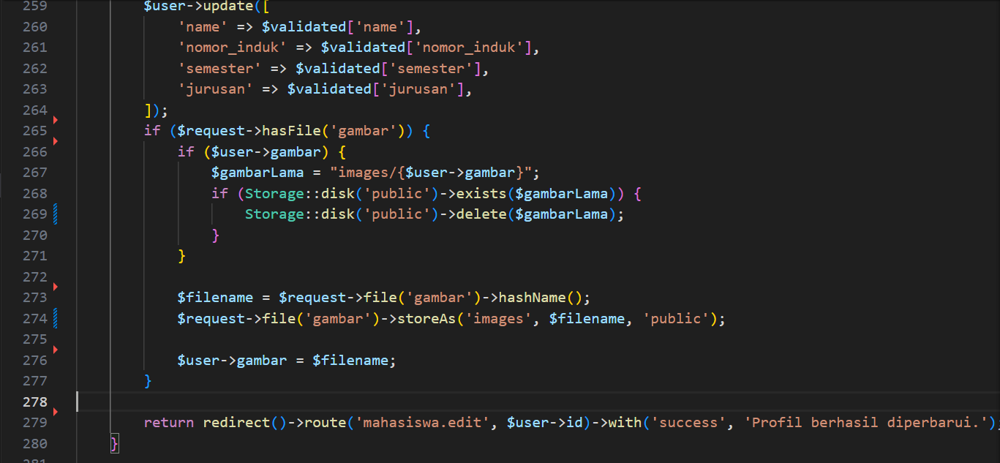 259 $user->update([
260 'name' => $validated['name'],
261 'nomor_induk' => $validated['nomor_induk'],
262 'semester' => $validated['semester'],
263 'jurusan' => $validated['jurusan'],
264 ]);
265 if ($request->hasFile('gambar')) {
266 if ($user->gambar) {
267 $gambarLama = "images/{$user->gambar}";
268 if (Storage::disk('public')->exists($gambarLama)) {
269 Storage::disk('public')->delete($gambarLama);
270 }
271 }
272
273 $filename = $request->file('gambar')->hashName();
274 $request->file('gambar')->storeAs('images', $filename, 'public');
275
276 $user->gambar = $filename;
277 }
278
279 return redirect()->route('mahasiswa.edit', $user->id)->with('success', 'Profil berhasil diperbarui.');
280 }
281